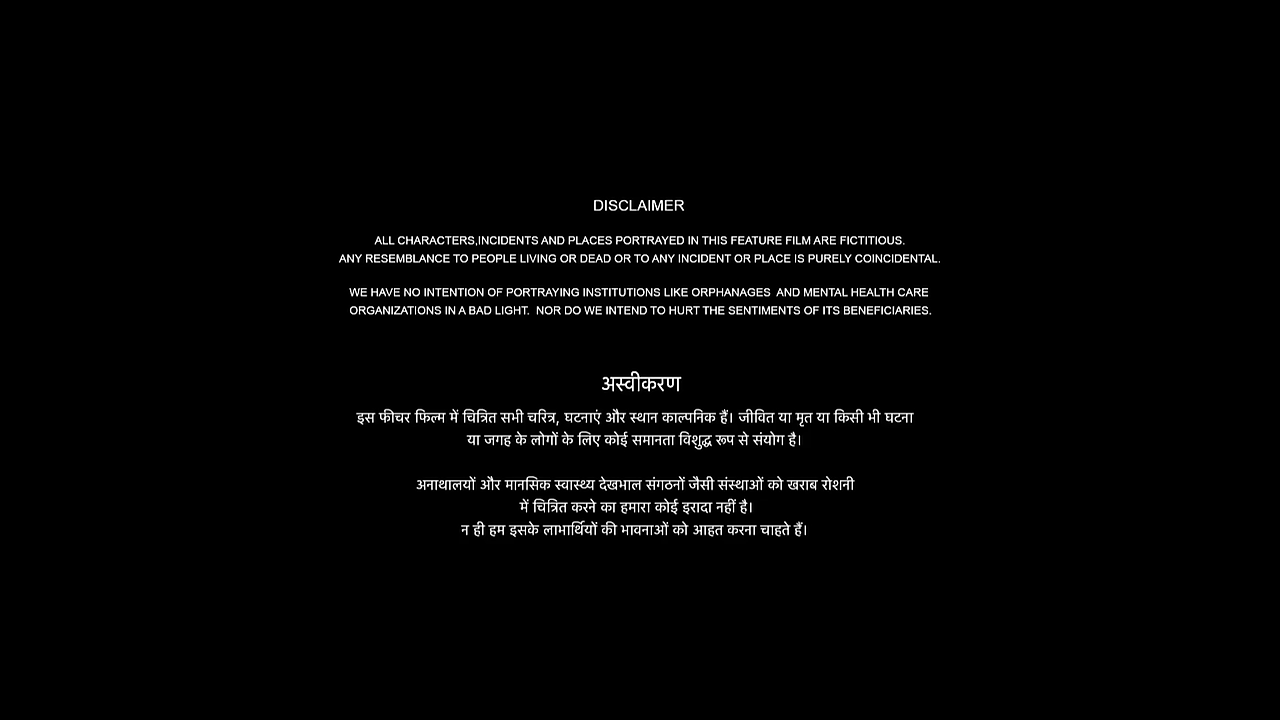 DISCLAIMER
ALL CHARACTERS,INCIDENTS AND PLACES PORTRAYED IN THIS FEATURE FILM ARE FICTITIOUS.
ANY RESEMBLANCE TO PEOPLE LIVING OR DEAD OR TO ANY INCIDENT OR PLACE IS PURELY COINCIDENTAL.
WE HAVE NO INTENTION OF PORTRAYING INSTITUTIONS LIKE ORPHANAGES  AND MENTAL HEALTH CARE
ORGANIZATIONS IN A BAD LIGHT.  NOR DO WE INTEND TO HURT THE SENTIMENTS OF ITS BENEFICIARIES.
अस्वीकरण
इस फीचर फिल्म में चित्रित सभी चरित्र, घटनाएं और स्थान काल्पनिक हैं। जीवित या मृत या किसी भी घटना
या जगह के लोगों के लिए कोई समानता विशुद्ध रूप से संयोग है।
अनाथालयों और मानसिक स्वास्थ्य देखभाल संगठनों जैसी संस्थाओं को खराब रोशनी
में चित्रित करने का हमारा कोई इरादा नहीं है।
न ही हम इसके लाभार्थियों की भावनाओं को आहत करना चाहते हैं।